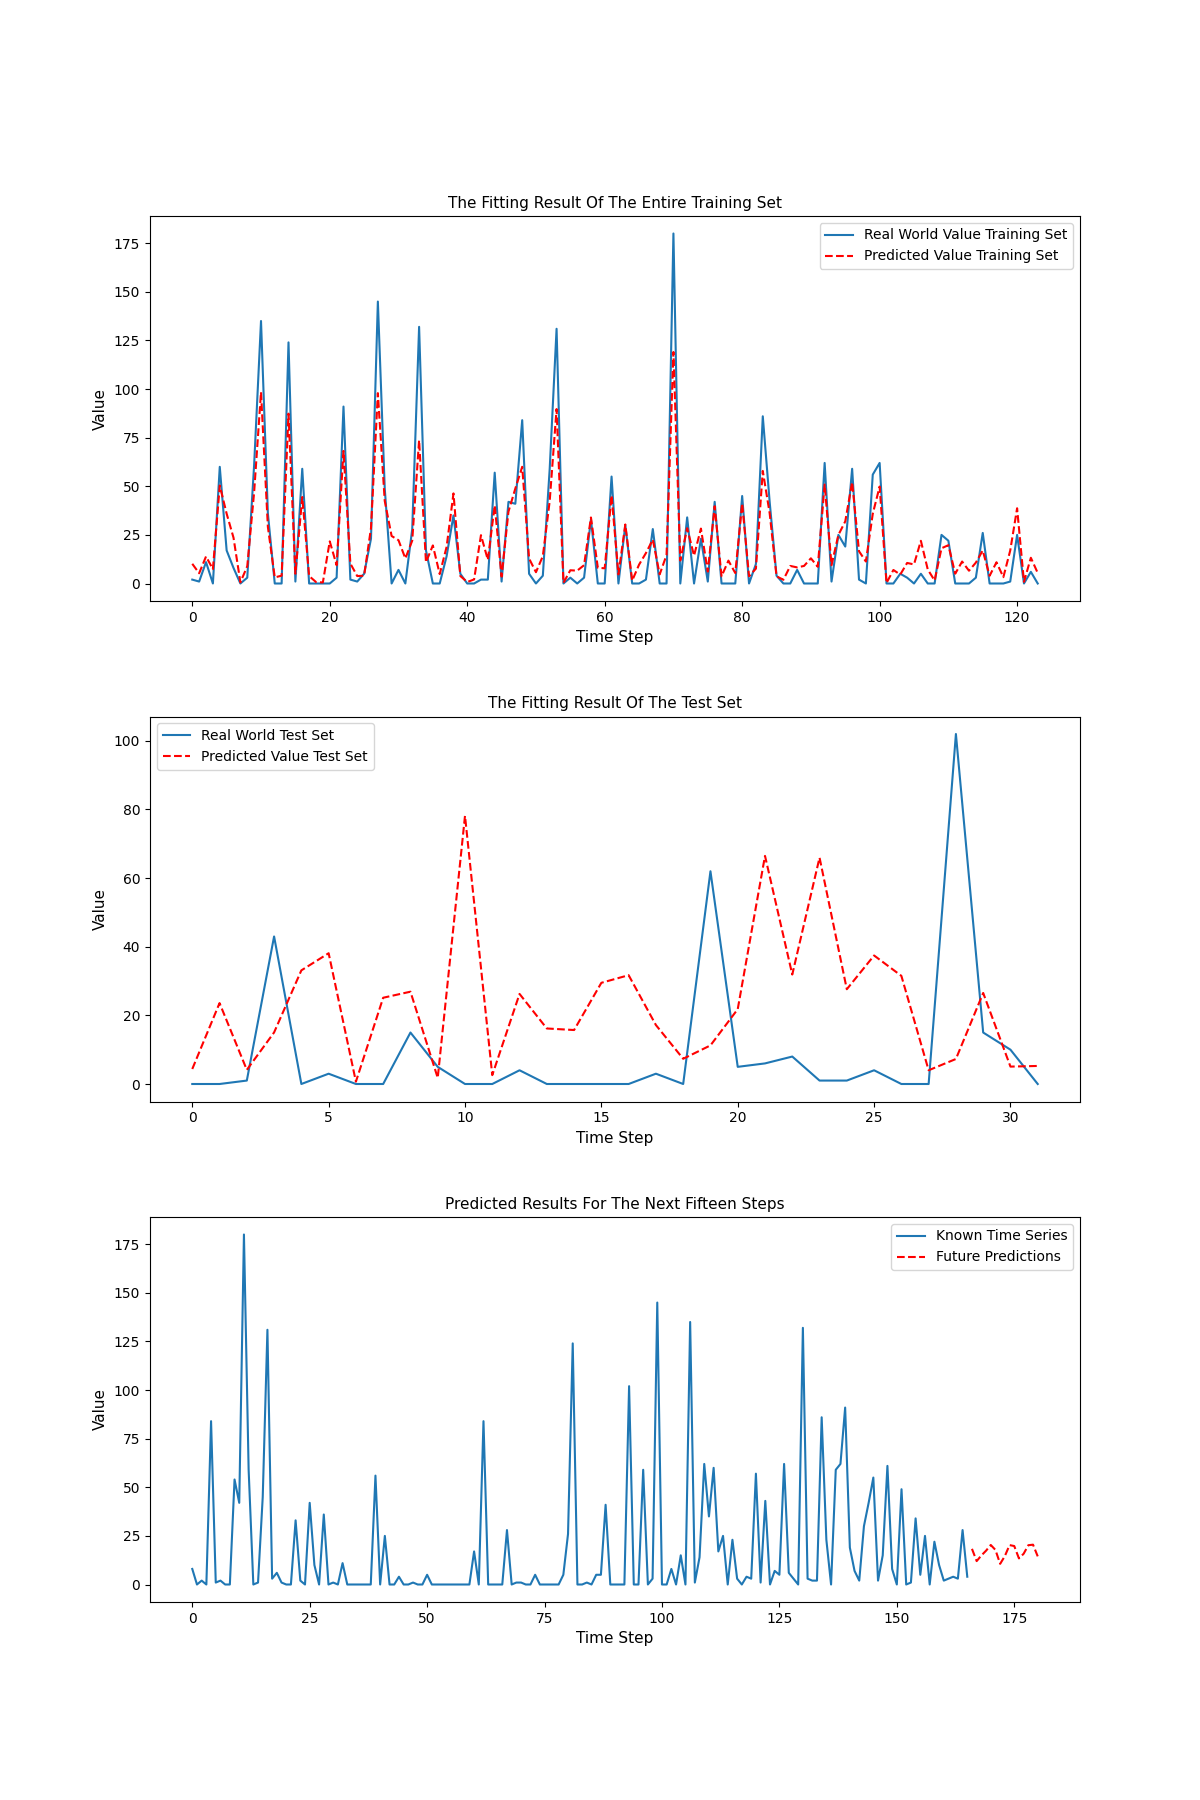 The Fitting Result Of The Entire Training Set
Real World Value Training Set
Predicted Value Training Set
175
150
125
100
75
50
25
0
Value
0 20 40 60 80 100 120
Time Step
The Fitting Result Of The Test Set
Real World Test Set
Predicted Value Test Set
100
80
60
40
20
0
Value
0 5 10 15 20 25 30
Time Step
Predicted Results For The Next Fifteen Steps
Known Time Series
Future Predictions
175
150
125
100
75
50
25
0
Value
0 25 50 75 100 125 150 175
Time Step